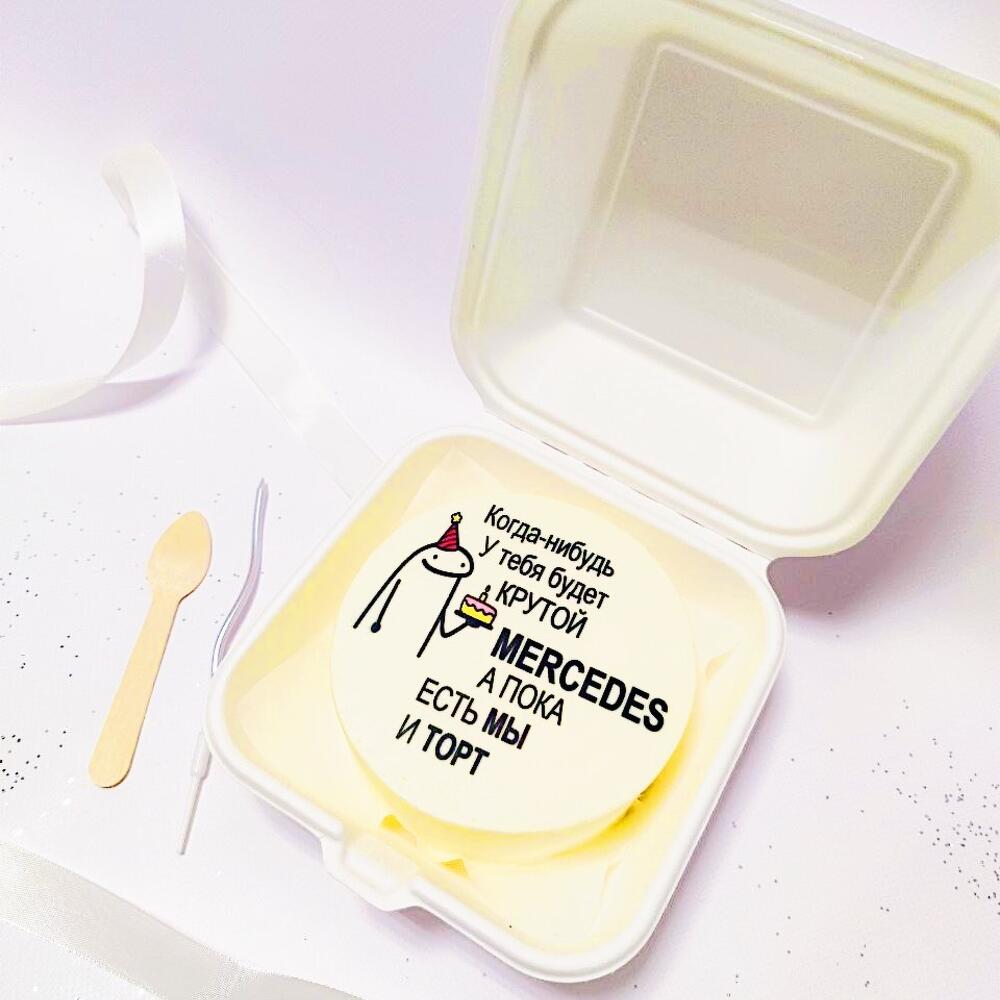 Когда-нибудь
у тебя будет
КРУТОЙ
MERCEDES
А ПОКА
ЕСТЬ МЫ
И ТОРТ